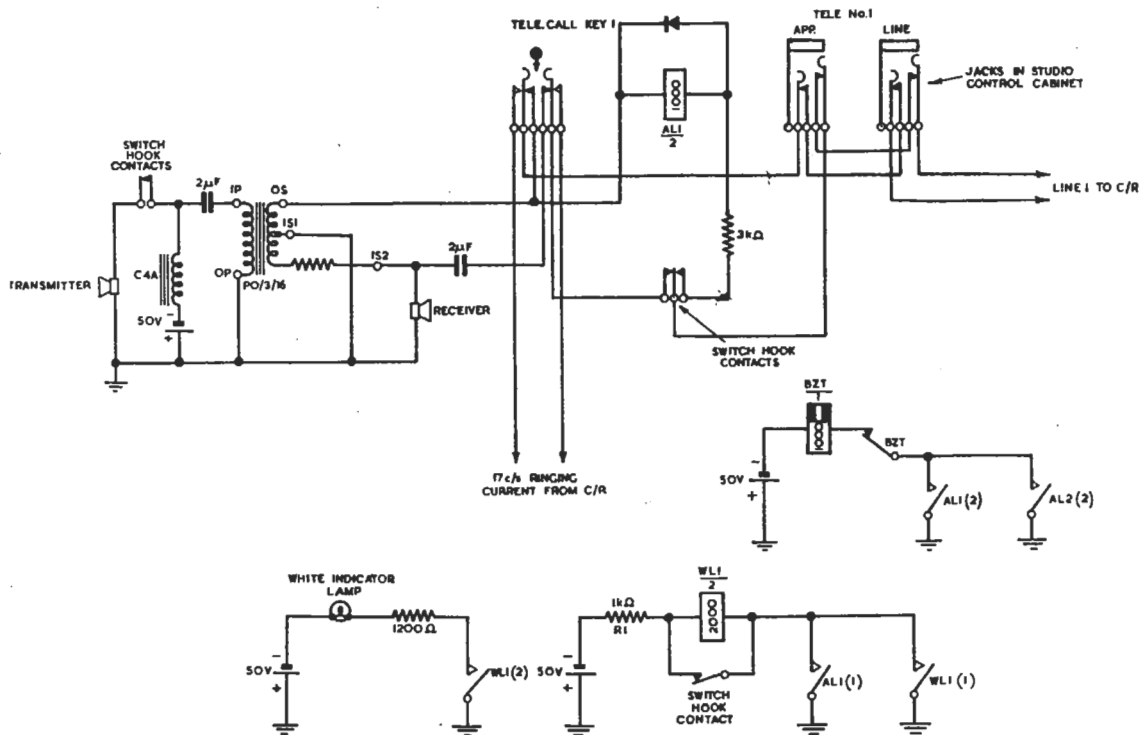 TELE. CALL KEY 1
TELE No.1
APP.
LINE
JACKS IN STUDIO
CONTROL CABINET
1000
AL1
2
SWITCH
HOOK
CONTACTS
2µF
IP
OS
IS1
LINE 1 TO C/R
3kΩ
2µF
C4A
OP
PO/3/16
IS2
TRANSMITTER
50V
-
+
RECEIVER
SWITCH HOOK
CONTACTS
17c/s RINGING
CURRENT FROM C/R
BZT
1
1000
BZT
50V
-
+
AL1(2)
AL2(2)
WHITE INDICATOR
LAMP
1200Ω
50V
-
+
WL1(2)
1kΩ
R1
WL1
2
2000
50V
-
+
SWITCH
HOOK
CONTACT
AL1(1)
WL1(1)